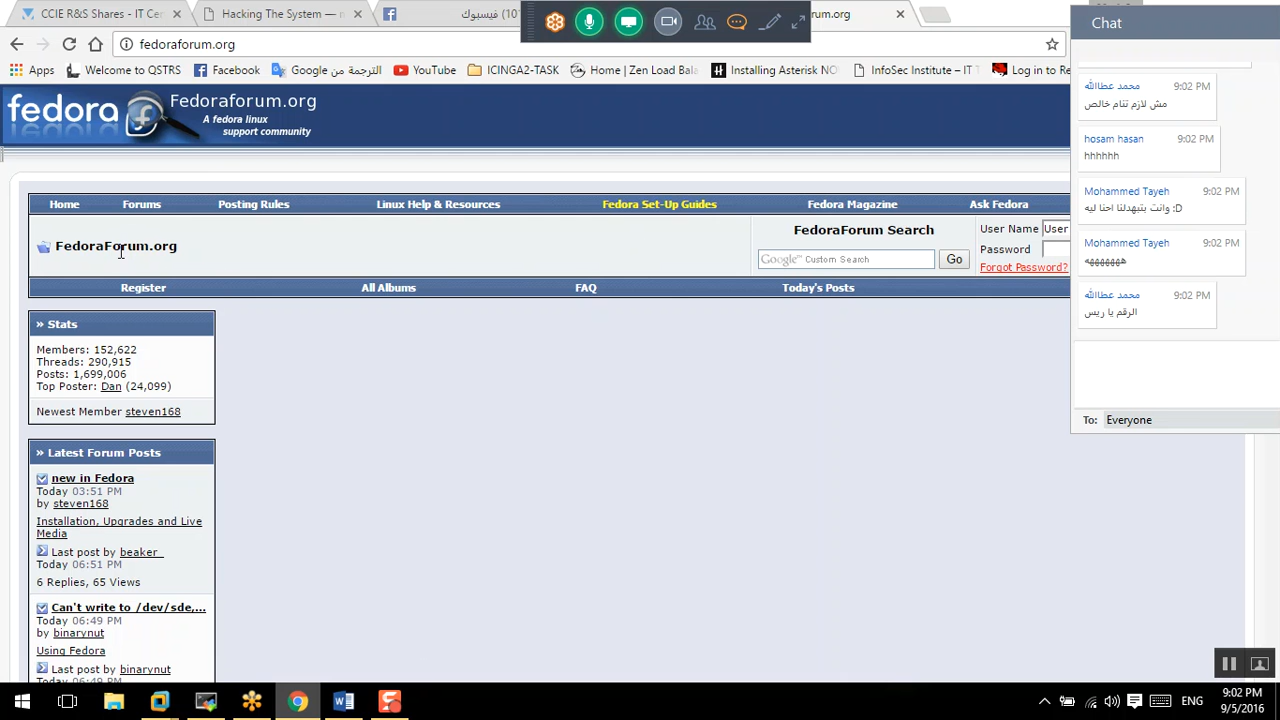 CCIE R&S Shares - IT Cer
Hacking The System — n
فيسبوك (10
rum.org
Chat
fedoraforum.org
Apps
Welcome to QSTRS
Facebook
الترجمة من Google
YouTube
ICINGA2-TASK
Home | Zen Load Bala
Installing Asterisk NO
InfoSec Institute – IT T
Log in to Re
fedora
Fedoraforum.org
A fedora linux
support community
محمد عطاالله 9:02 PM
مش لازم تنام خالص
hosam hasan 9:02 PM
hhhhhh
Mohammed Tayeh 9:02 PM
وانت بتبهدلنا احنا ليه :D
Mohammed Tayeh 9:02 PM
ههههههه
محمد عطاالله 9:02 PM
الرقم يا ريس
To: Everyone
Home
Forums
Posting Rules
Linux Help & Resources
Fedora Set-Up Guides
Fedora Magazine
Ask Fedora
FedoraForum.org
FedoraForum Search
Google™ Custom Search
Go
User Name
User
Password
Forgot Password?
Register
All Albums
FAQ
Today's Posts
» Stats
Members: 152,622
Threads: 290,915
Posts: 1,699,006
Top Poster: Dan (24,099)
Newest Member steven168
» Latest Forum Posts
new in Fedora
Today 03:51 PM
by steven168
Installation, Upgrades and Live
Media
Last post by beaker_
Today 06:51 PM
6 Replies, 65 Views
Can't write to /dev/sde,...
Today 06:49 PM
by binarynut
Using Fedora
Last post by binarynut
Today 06:49 PM
ENG
9:02 PM
9/5/2016